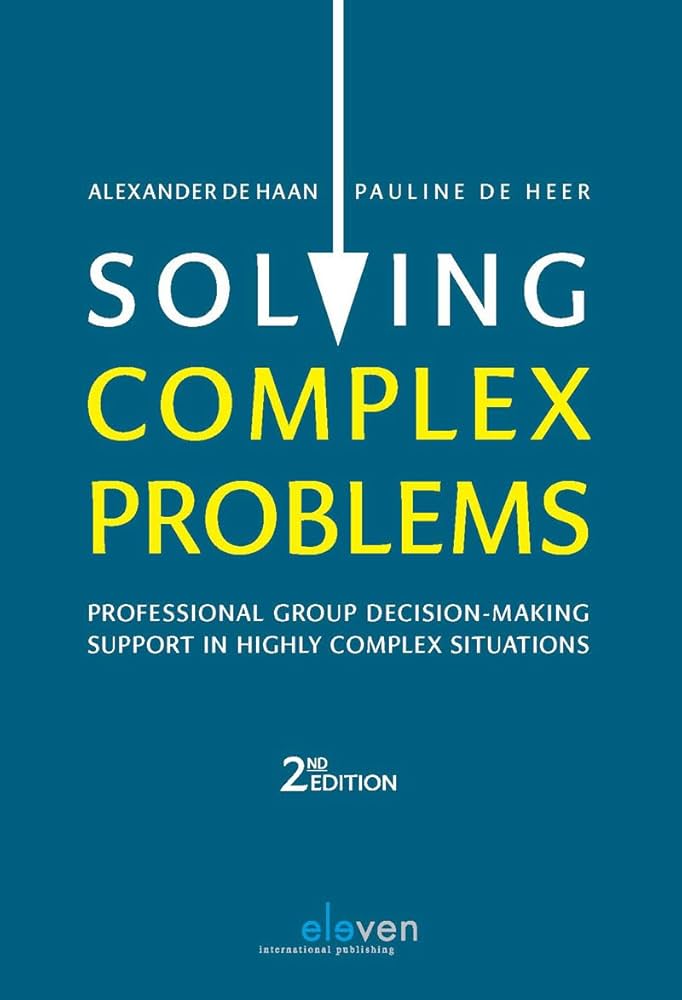 ALEXANDER DE HAAN PAULINE DE HEER
SOLVING
COMPLEX
PROBLEMS
PROFESSIONAL GROUP DECISION-MAKING
SUPPORT IN HIGHLY COMPLEX SITUATIONS
2ND EDITION
eleven
international publishing